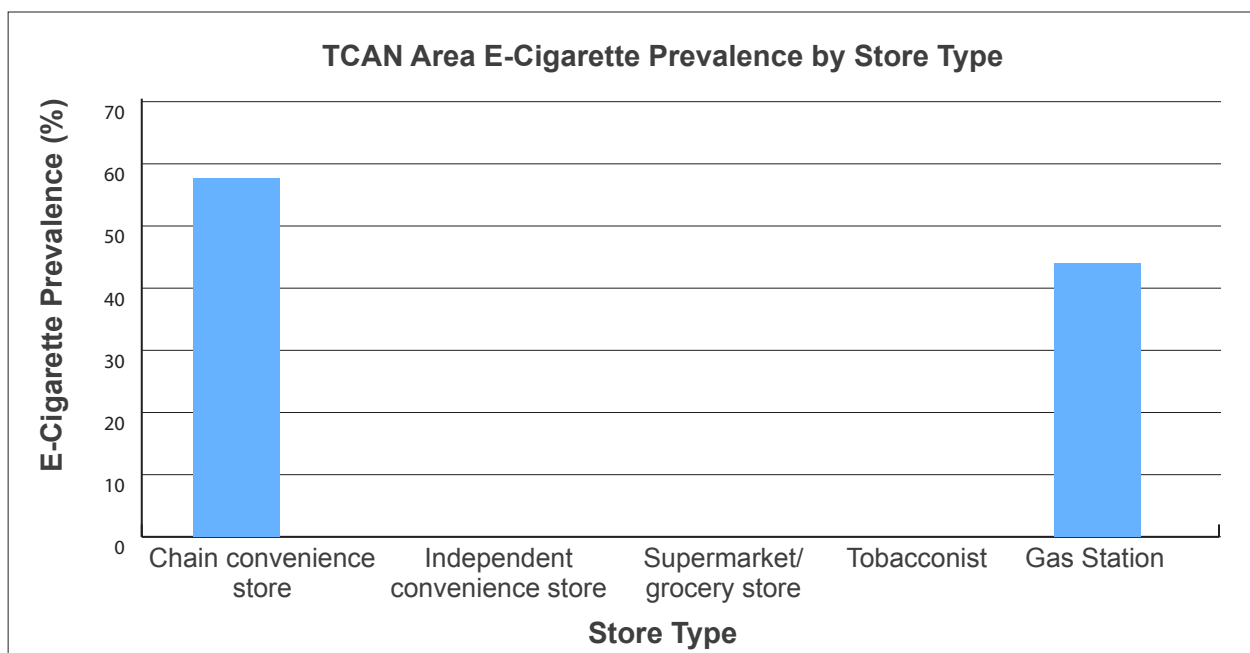 TCAN Area E-Cigarette Prevalence by Store Type
E-Cigarette Prevalence (%)
70
60
50
40
30
20
10
0
Chain convenience store
Independent convenience store
Supermarket/ grocery store
Tobacconist
Gas Station
Store Type